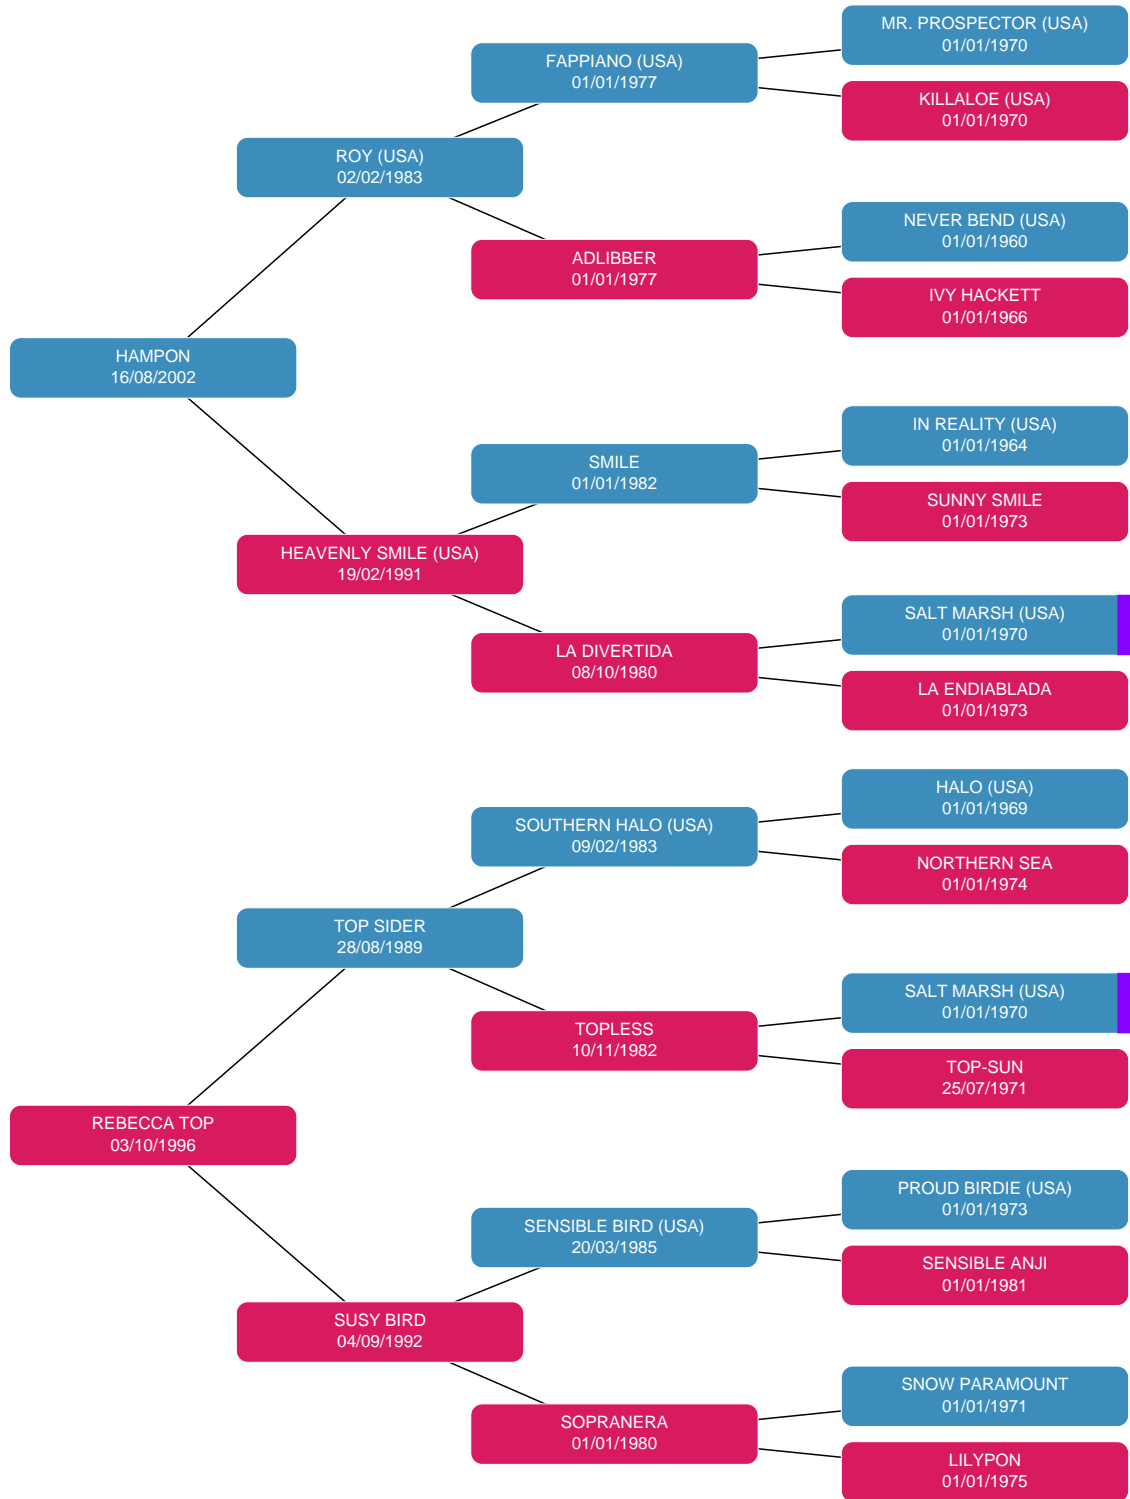 MR. PROSPECTOR (USA)
01/01/1970
FAPPIANO (USA)
01/01/1977
KILLALOE (USA)
01/01/1970
ROY (USA)
02/02/1983
NEVER BEND (USA)
01/01/1960
ADLIBBER
01/01/1977
IVY HACKETT
01/01/1966
HAMPON
16/08/2002
IN REALITY (USA)
01/01/1964
SMILE
01/01/1982
SUNNY SMILE
01/01/1973
HEAVENLY SMILE (USA)
19/02/1991
SALT MARSH (USA)
01/01/1970
LA DIVERTIDA
08/10/1980
LA ENDIABLADA
01/01/1973
HALO (USA)
01/01/1969
SOUTHERN HALO (USA)
09/02/1983
NORTHERN SEA
01/01/1974
TOP SIDER
28/08/1989
SALT MARSH (USA)
01/01/1970
TOPLESS
10/11/1982
TOP-SUN
25/07/1971
REBECCA TOP
03/10/1996
PROUD BIRDIE (USA)
01/01/1973
SENSIBLE BIRD (USA)
20/03/1985
SENSIBLE ANJI
01/01/1981
SUSY BIRD
04/09/1992
SNOW PARAMOUNT
01/01/1971
SOPRANERA
01/01/1980
LILYPON
01/01/1975